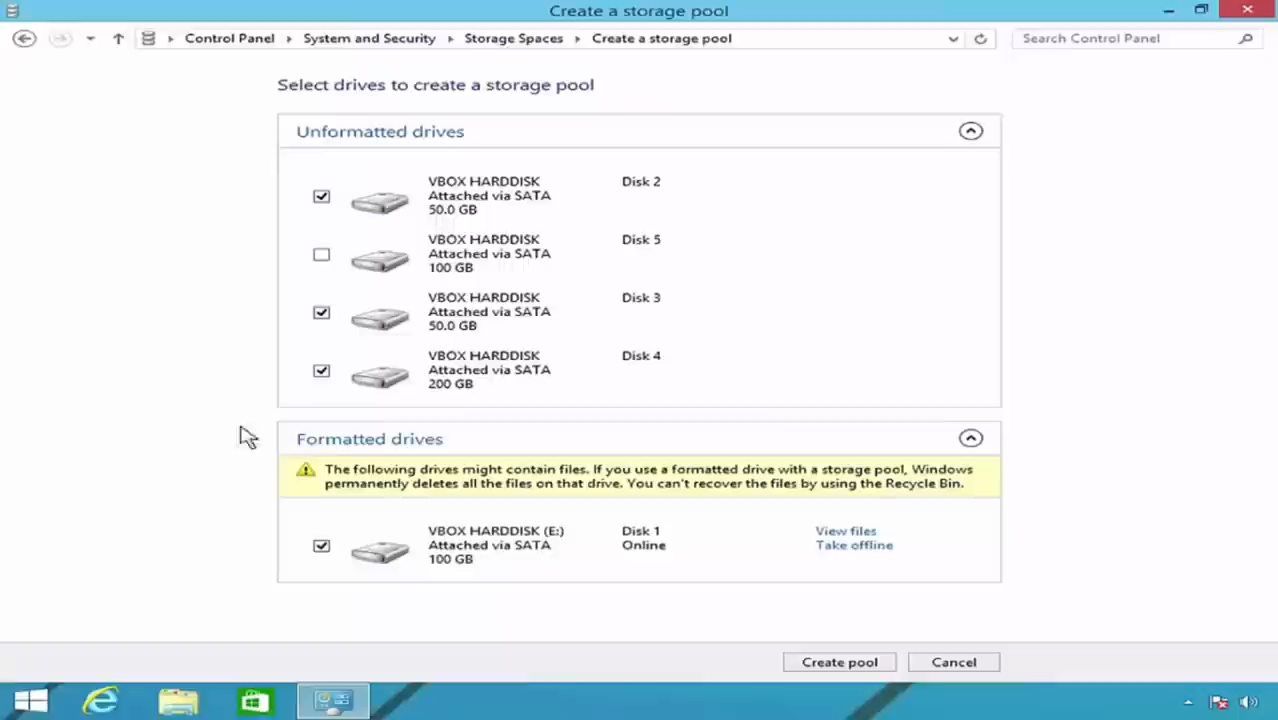 Create a storage pool
Control Panel
System and Security
Storage Spaces
Create a storage pool
Search Control Panel
Select drives to create a storage pool
Unformatted drives
VBOX HARDDISK
Attached via SATA
50.0 GB
Disk 2
VBOX HARDDISK
Attached via SATA
100 GB
Disk 5
VBOX HARDDISK
Attached via SATA
50.0 GB
Disk 3
VBOX HARDDISK
Attached via SATA
200 GB
Disk 4
Formatted drives
The following drives might contain files. If you use a formatted drive with a storage pool, Windows
permanently deletes all the files on that drive. You can't recover the files by using the Recycle Bin.
VBOX HARDDISK (E:)
Attached via SATA
100 GB
Disk 1
Online
View files
Take offline
Create pool
Cancel